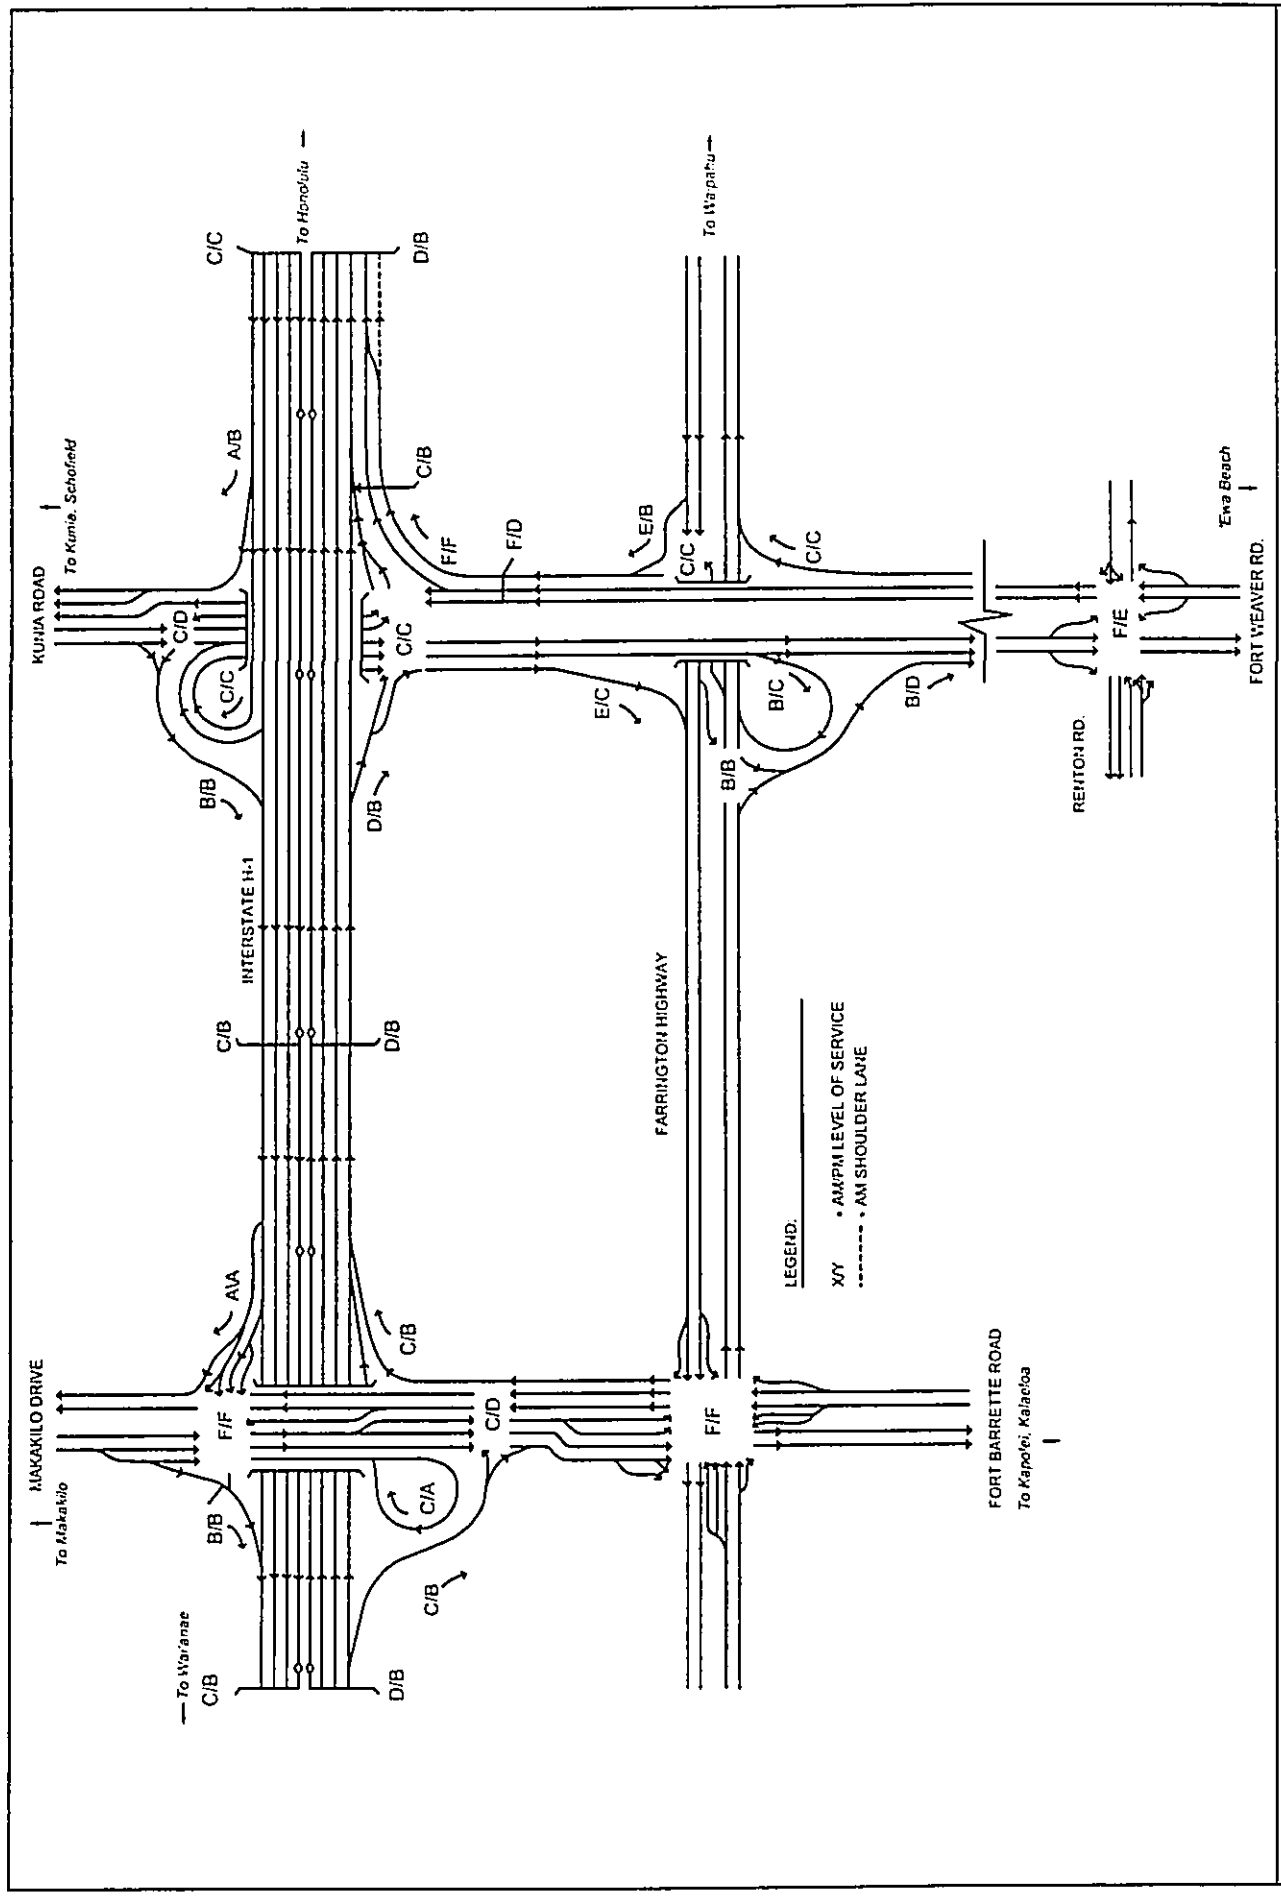 MAKAKILO DRIVE
To Makakilo
KUNIA ROAD
To Kunia, Schofield
To Wai'anae
C/B
D/B
B/B
F/F
A\A
C/A
C/B
C/D
C/B
INTERSTATE H-1
C/B
D/B
B/B
C/D
C/C
A/B
C/C
To Honolulu
D/B
D/B
C/C
C/B
F/F
F/D
E/C
E/B
F/F
FARRINGTON HIGHWAY
C/C
To Waipahu
B/B
B/C
B/D
C/C
LEGEND:
X/Y • AM/PM LEVEL OF SERVICE
------- • AM SHOULDER LANE
FORT BARRETTE ROAD
To Kapolei, Kalaeloa
RENTON RD.
F/E
'Ewa Beach
FORT WEAVER RD.